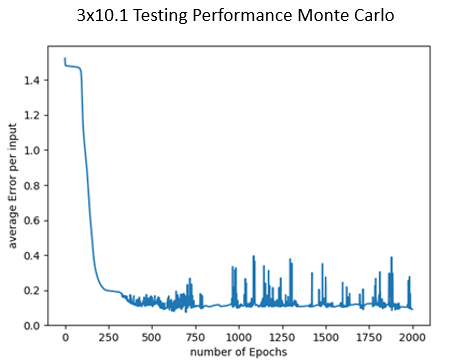 3x10.1 Testing Performance Monte Carlo
average Error per input
1.4
1.2
1.0
0.8
0.6
0.4
0.2
0.0
0 250 500 750 1000 1250 1500 1750 2000
number of Epochs